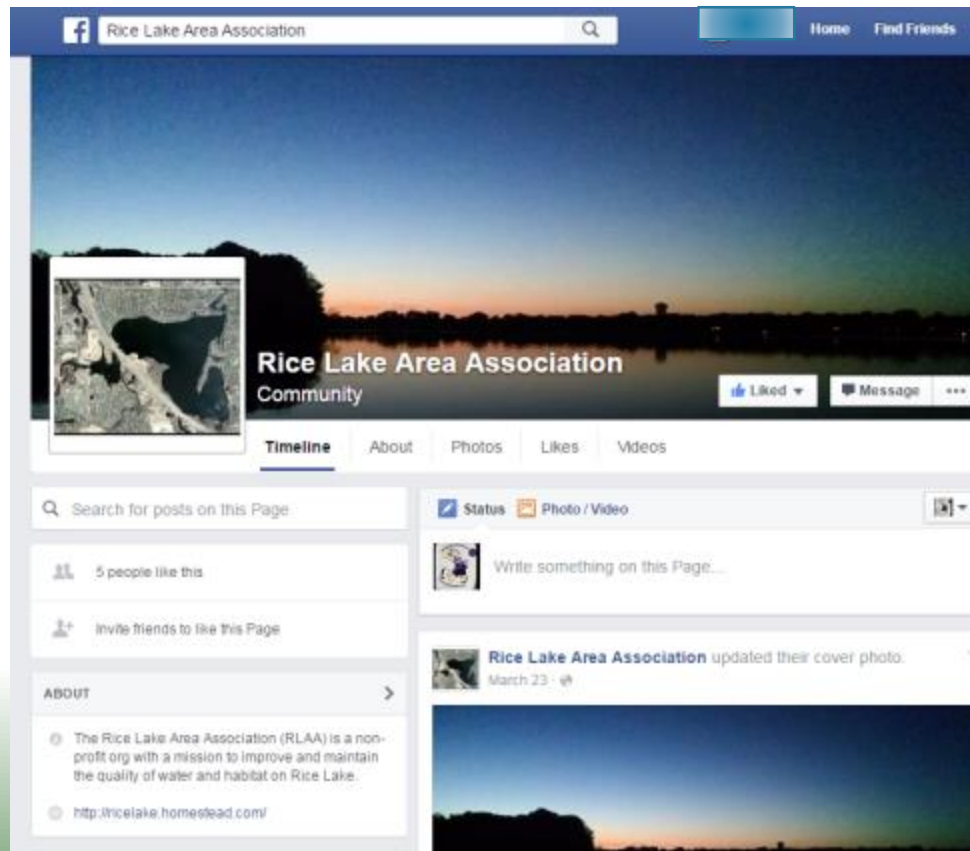 Rice Lake Area Association
Home Find Friends
Rice Lake Area Association
Community
Liked Message
Timeline About Photos Likes Videos
Search for posts on this Page
Status Photo / Video
5 people like this
Write something on this Page...
Invite friends to like this Page
Rice Lake Area Association updated their cover photo.
March 23
ABOUT
The Rice Lake Area Association (RLAA) is a non-
profit org with a mission to improve and maintain
the quality of water and habitat on Rice Lake.
http://ricelake.homestead.com/